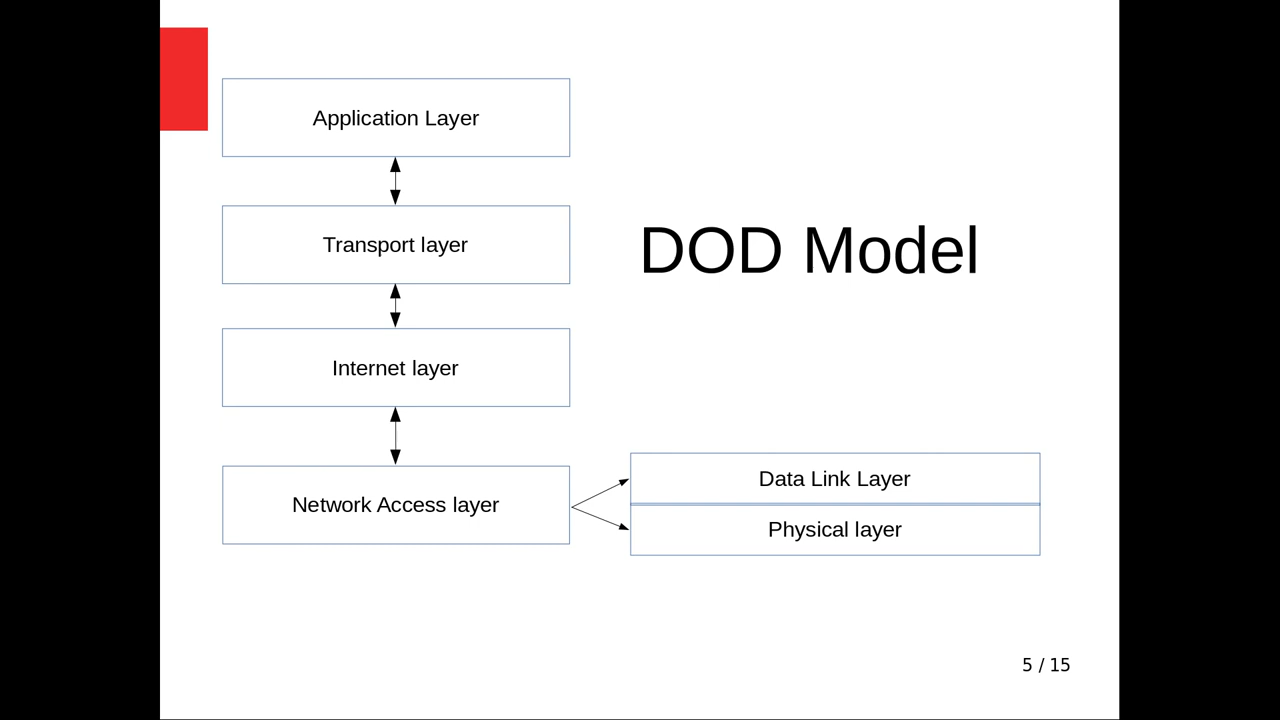 Application Layer
Transport layer
DOD Model
Internet layer
Network Access layer
Data Link Layer
Physical layer
5 / 15